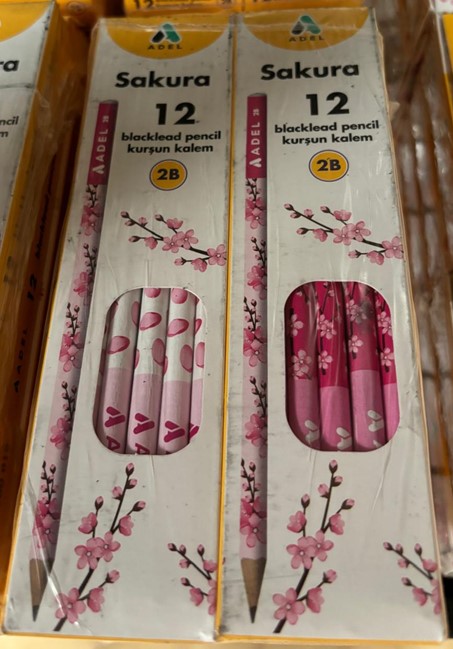 ADEL
Sakura
12
blacklead pencil
kurşun kalem
2B
ADEL 2B
ADEL
Sakura
12
blacklead pencil
kurşun kalem
2B
ADEL 2B